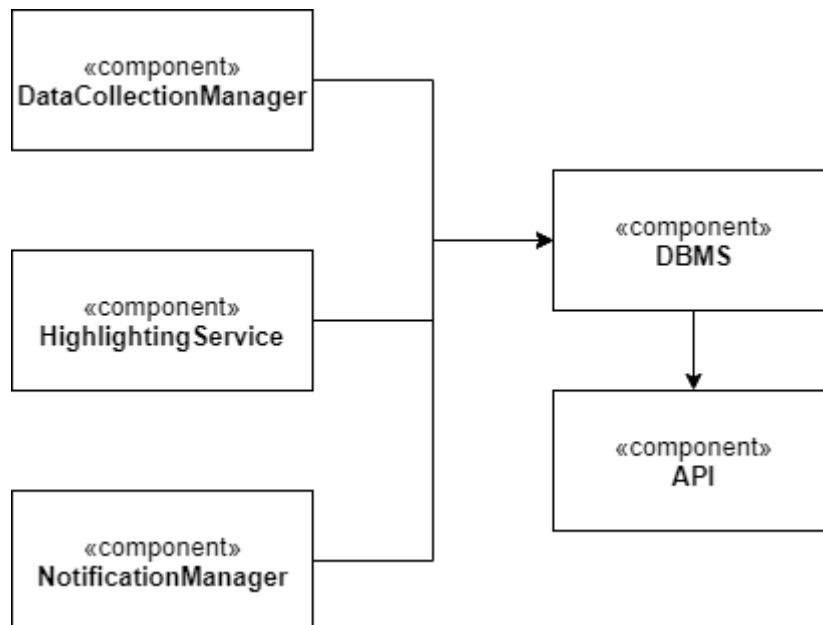 «component»
DataCollectionManager
«component»
DBMS
«component»
HighlightingService
«component»
API
«component»
NotificationManager